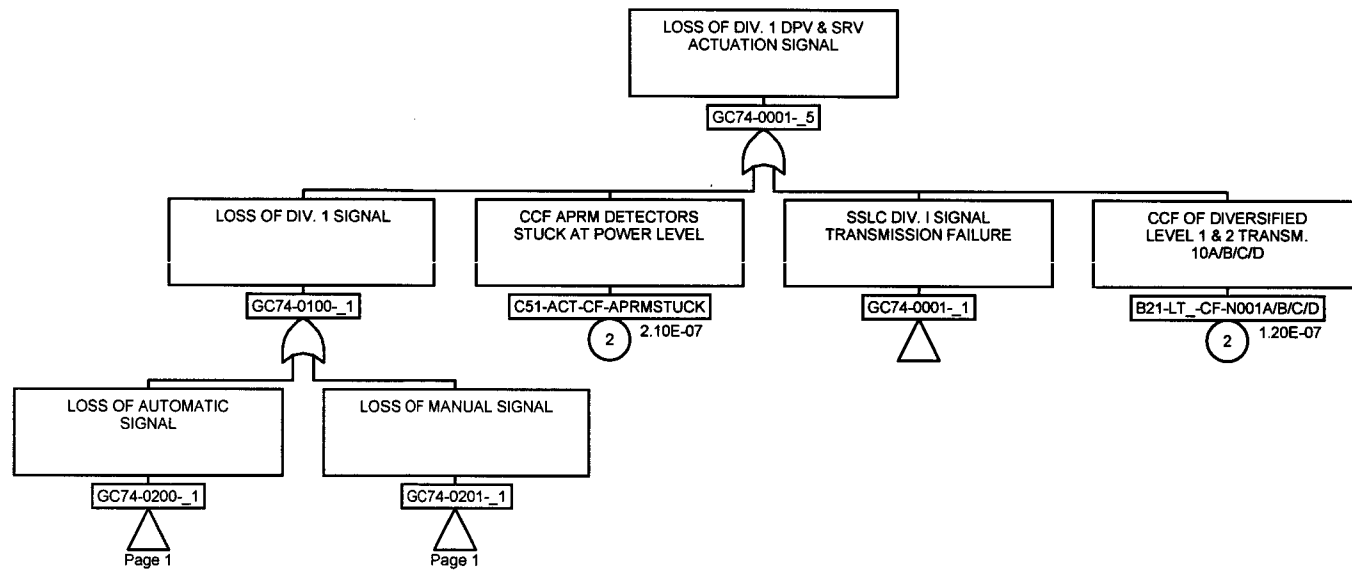 LOSS OF DIV. 1 DPV & SRV
ACTUATION SIGNAL
GC74-0001-_5
LOSS OF DIV. 1 SIGNAL
GC74-0100-_1
CCF APRM DETECTORS
STUCK AT POWER LEVEL
C51-ACT-CF-APRMSTUCK
2
2.10E-07
SSLC DIV. I SIGNAL
TRANSMISSION FAILURE
GC74-0001-_1
CCF OF DIVERSIFIED
LEVEL 1 & 2 TRANSM.
10A/B/C/D
B21-LT_-CF-N001A/B/C/D
2
1.20E-07
LOSS OF AUTOMATIC
SIGNAL
GC74-0200-_1
Page 1
LOSS OF MANUAL SIGNAL
GC74-0201-_1
Page 1